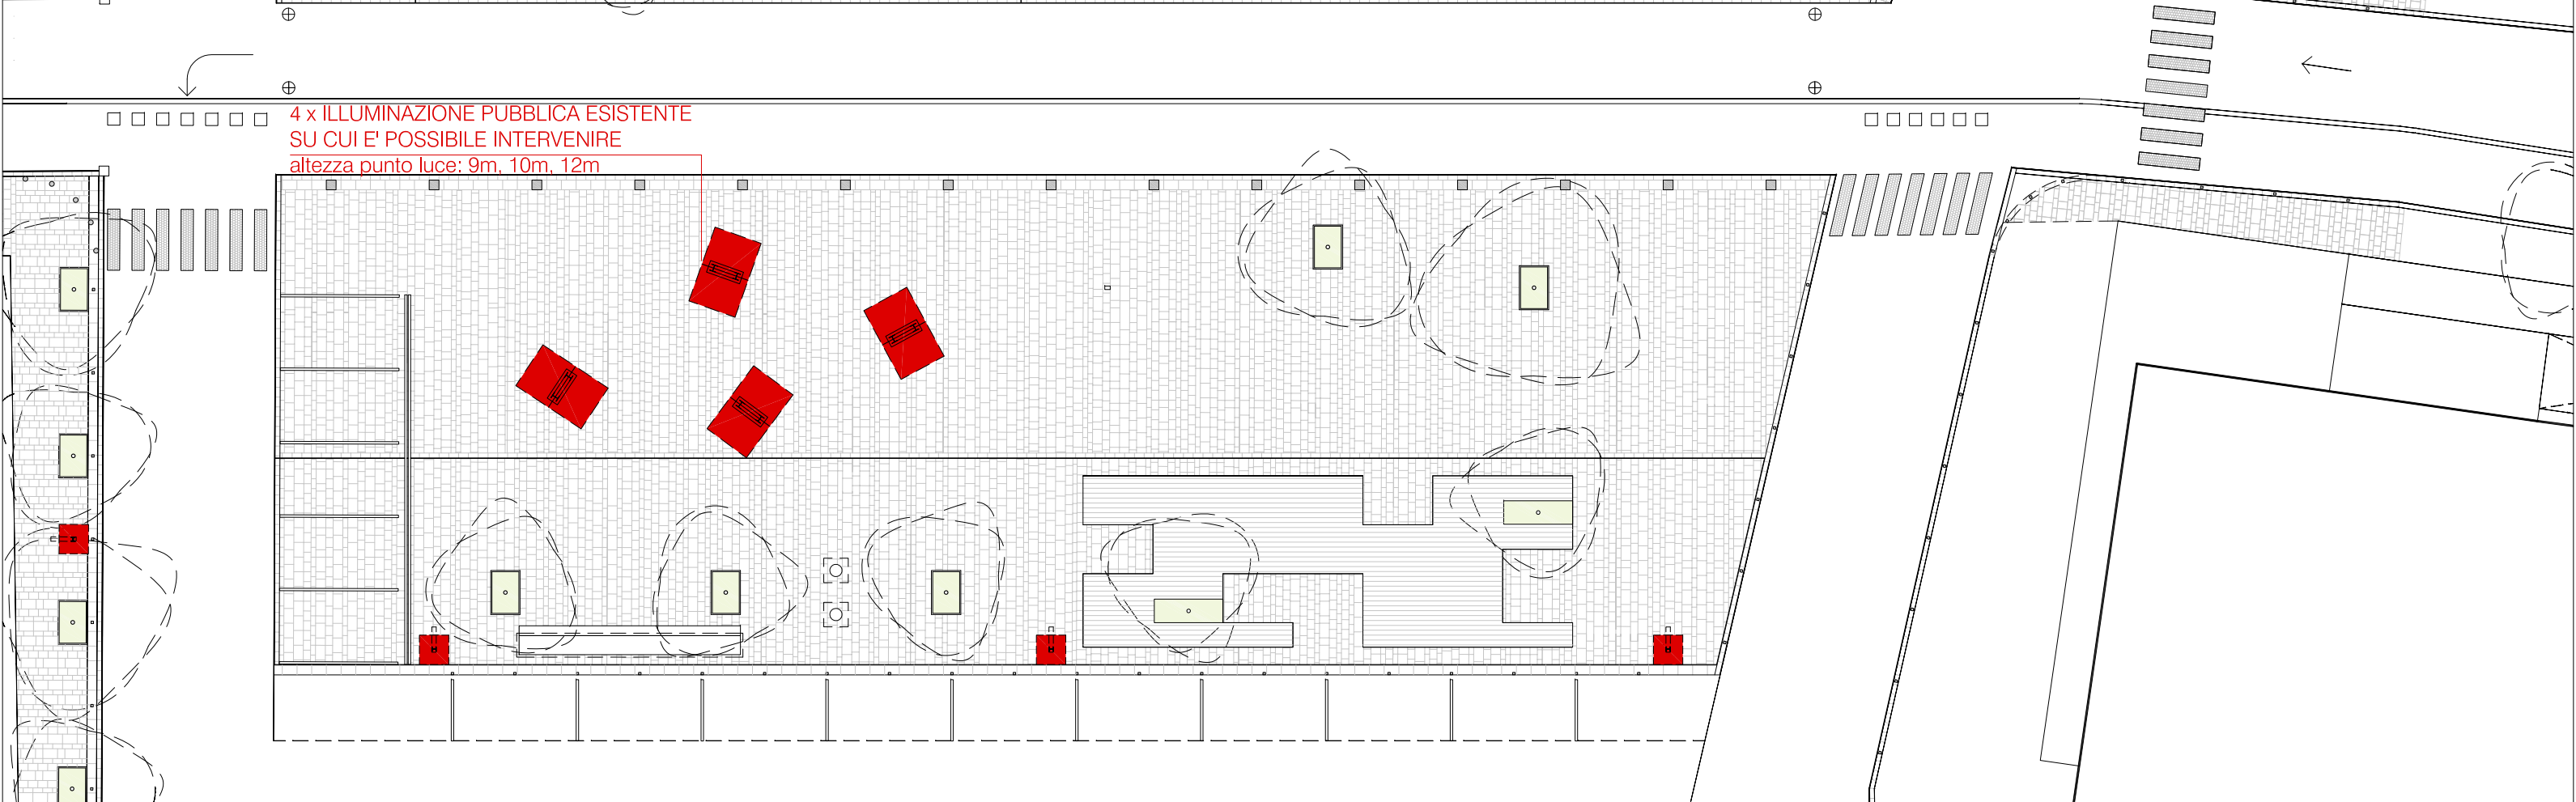 4 x ILLUMINAZIONE PUBBLICA ESISTENTE
SU CUI E' POSSIBILE INTERVENIRE
altezza punto luce: 9m, 10m, 12m